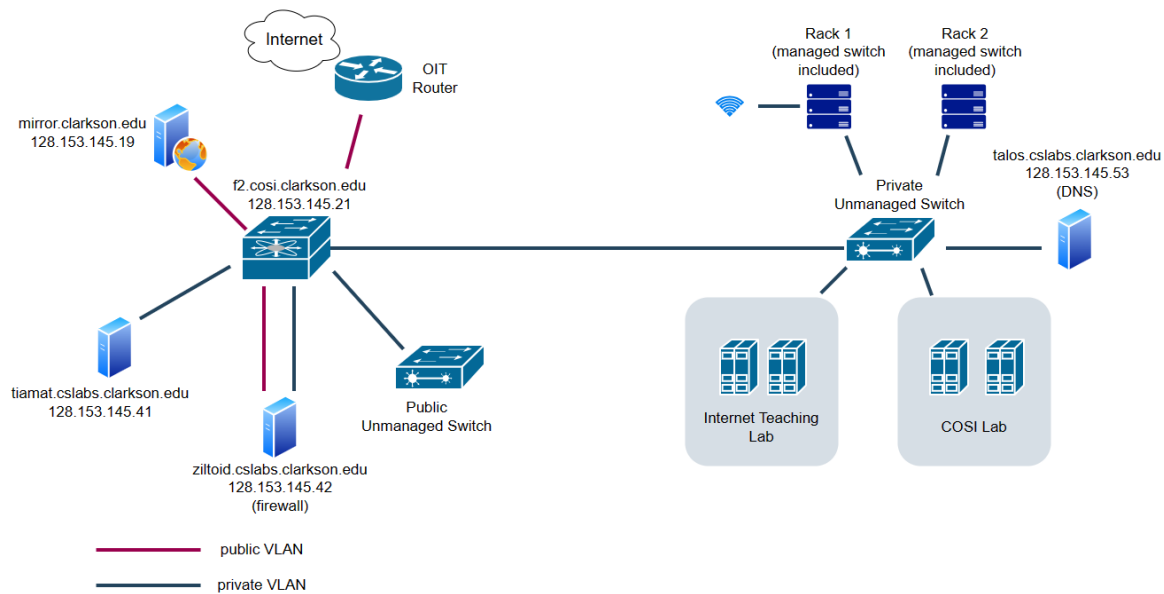 Internet
OIT
Router
Rack 1
(managed switch
included)
Rack 2
(managed switch
included)
mirror.clarkson.edu
128.153.145.19
f2.cosi.clarkson.edu
128.153.145.21
talos.cslabs.clarkson.edu
128.153.145.53
(DNS)
Private
Unmanaged Switch
tiamat.cslabs.clarkson.edu
128.153.145.41
Public
Unmanaged Switch
Internet Teaching
Lab
COSI Lab
ziltoid.cslabs.clarkson.edu
128.153.145.42
(firewall)
public VLAN
private VLAN